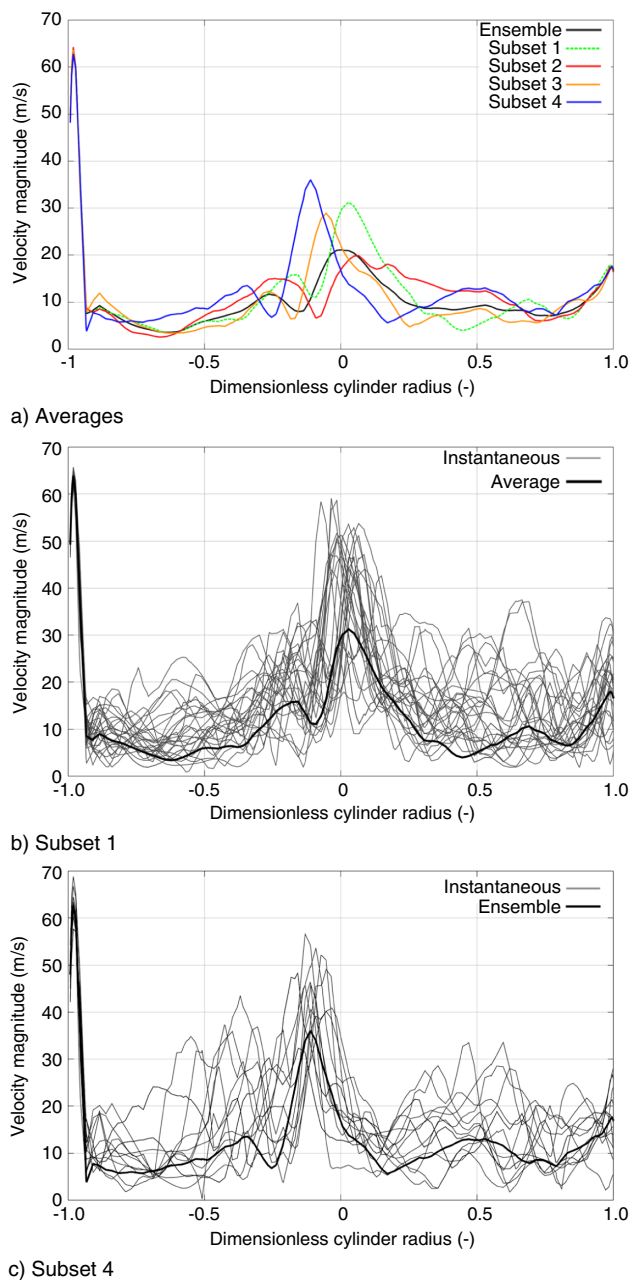 70
60
50
40
30
20
10
0
Velocity magnitude (m/s)
Ensemble
Subset 1
Subset 2
Subset 3
Subset 4
-1 -0.5 0 0.5 1.0
Dimensionless cylinder radius (-)
a) Averages
70
60
50
40
30
20
10
0
Velocity magnitude (m/s)
Instantaneous
Average
-1.0 -0.5 0 0.5 1.0
Dimensionless cylinder radius (-)
b) Subset 1
70
60
50
40
30
20
10
0
Velocity magnitude (m/s)
Instantaneous
Ensemble
-1.0 -0.5 0 0.5 1.0
Dimensionless cylinder radius (-)
c) Subset 4